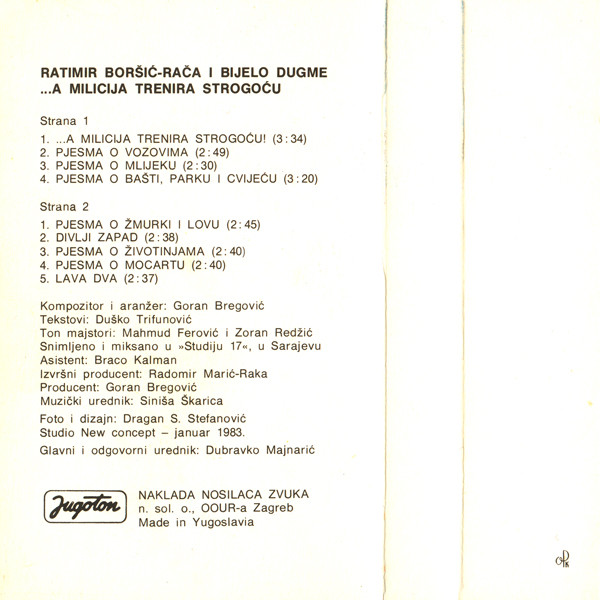 RATIMIR BORŠIĆ-RAČA I BIJELO DUGME
...A MILICIJA TRENIRA STROGOĆU
Strana 1
1. ...A MILICIJA TRENIRA STROGOĆU! (3:34)
2. PJESMA O VOZOVIMA (2:49)
3. PJESMA O MLIJEKU (2:30)
4. PJESMA O BAŠTI, PARKU I CVIJEĆU (3:20)
Strana 2
1. PJESMA O ŽMURKI I LOVU (2:45)
2. DIVLJI ZAPAD (2:38)
3. PJESMA O ŽIVOTINJAMA (2:40)
4. PJESMA O MOCARTU (2:40)
5. LAVA DVA (2:37)
Kompozitor i aranžer: Goran Bregović
Tekstovi: Duško Trifunović
Ton majstori: Mahmud Ferović i Zoran Redžić
Snimljeno i miksano u »Studiju 17«, u Sarajevu
Asistent: Braco Kalman
Izvršni producent: Radomir Marić-Raka
Producent: Goran Bregović
Muzički urednik: Siniša Škarica
Foto i dizajn: Dragan S. Stefanović
Studio New concept – januar 1983.
Glavni i odgovorni urednik: Dubravko Majnarić
Jugoton
NAKLADA NOSILACA ZVUKA
n. sol. o., OOUR-a Zagreb
Made in Yugoslavia